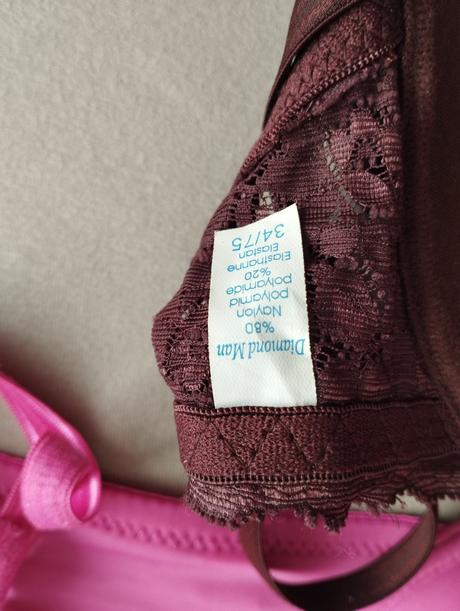 Diamond Man
%80
Naylon
polyamid
polyamide
%20
Elastan
Elasthanne
34/75